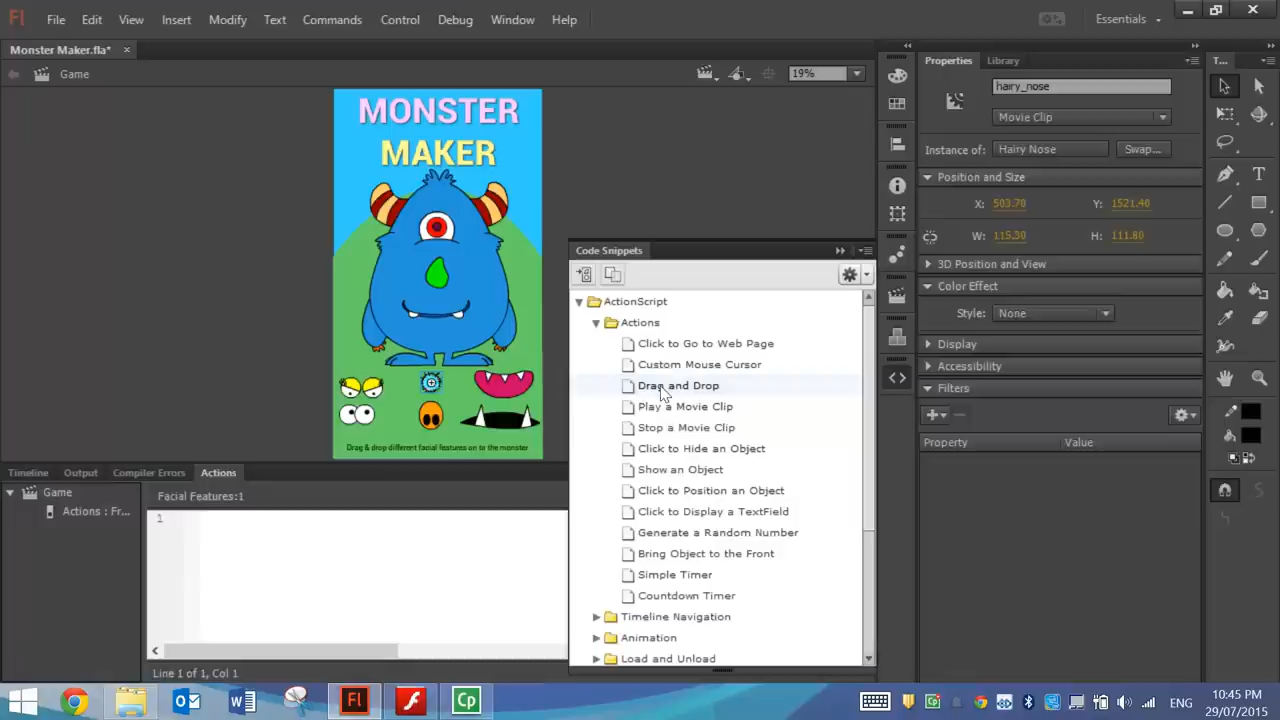 Fl File Edit View Insert Modify Text Commands Control Debug Window Help Essentials
Monster Maker.fla* ×
Game 19%
MONSTER
MAKER
Drag & drop different facial features on to the monster
Timeline Output Compiler Errors Actions
Game
Actions : Fr...
Facial Features:1
1
Line 1 of 1, Col 1
Code Snippets
ActionScript
Actions
Click to Go to Web Page
Custom Mouse Cursor
Drag and Drop
Play a Movie Clip
Stop a Movie Clip
Click to Hide an Object
Show an Object
Click to Position an Object
Click to Display a TextField
Generate a Random Number
Bring Object to the Front
Simple Timer
Countdown Timer
Timeline Navigation
Animation
Load and Unload
Properties Library
hairy_nose
Movie Clip
Instance of: Hairy Nose Swap...
Position and Size
X: 503.70 Y: 1521.40
W: 115.30 H: 111.80
3D Position and View
Color Effect
Style: None
Display
Accessibility
Filters
Property Value
T...
Fl Cp
ENG
10:45 PM
29/07/2015